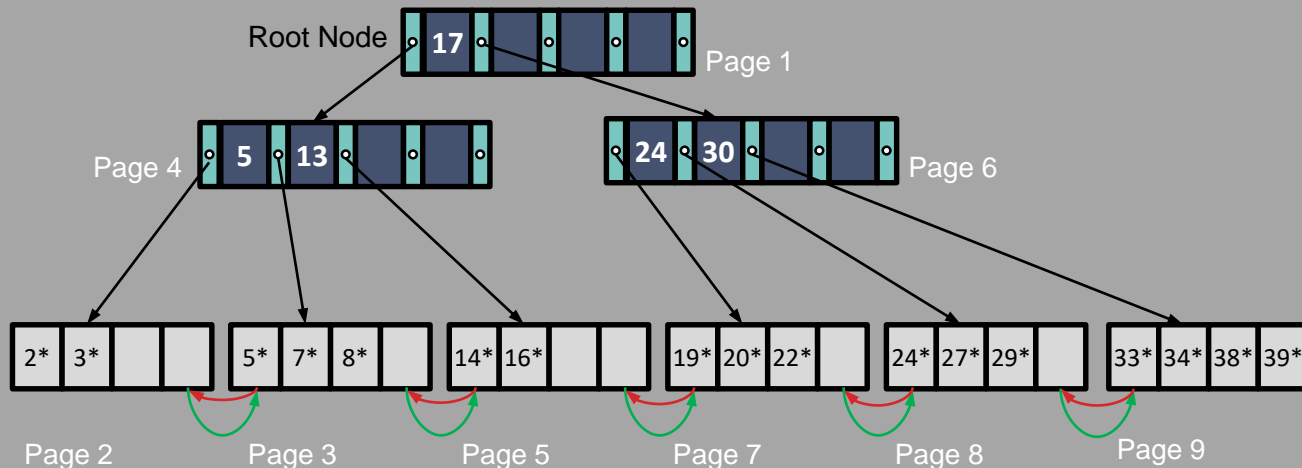 Root Node
17
Page 1
Page 4
5 13
24 30
Page 6
2* 3*
5* 7* 8*
14* 16*
19* 20* 22*
24* 27* 29*
33* 34* 38* 39*
Page 2
Page 3
Page 5
Page 7
Page 8
Page 9